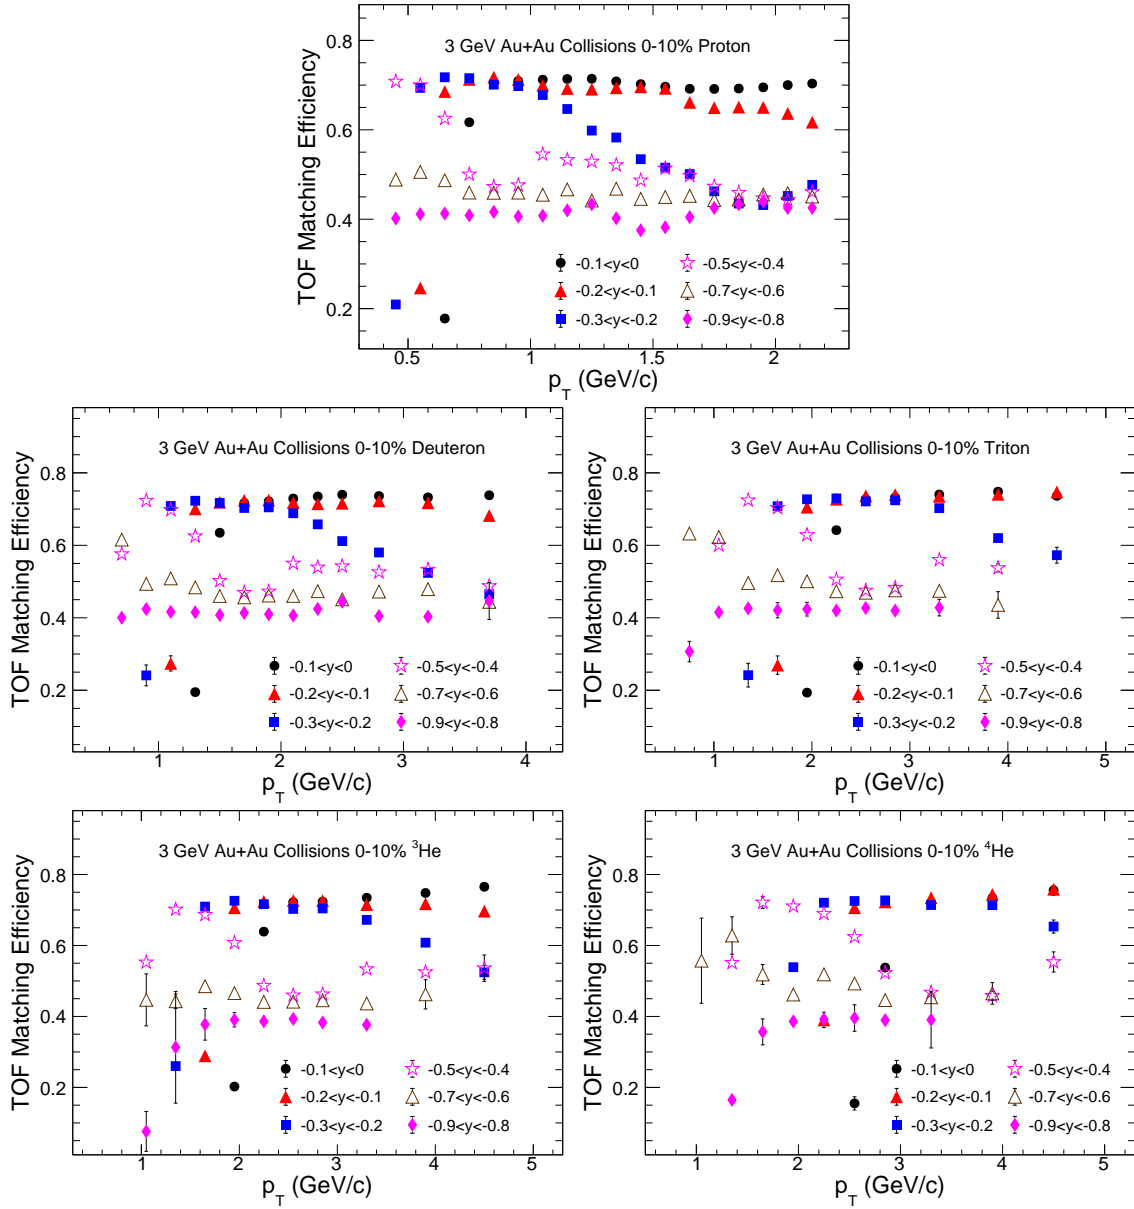 3 GeV Au+Au Collisions 0-10% Proton
TOF Matching Efficiency
0.8
0.6
0.4
0.2
-0.1<y<0
-0.2<y<-0.1
-0.3<y<-0.2
-0.5<y<-0.4
-0.7<y<-0.6
-0.9<y<-0.8
0.5 1 1.5 2
p_T (GeV/c)
3 GeV Au+Au Collisions 0-10% Deuteron
TOF Matching Efficiency
0.8
0.6
0.4
0.2
-0.1<y<0
-0.2<y<-0.1
-0.3<y<-0.2
-0.5<y<-0.4
-0.7<y<-0.6
-0.9<y<-0.8
1 2 3 4
p_T (GeV/c)
3 GeV Au+Au Collisions 0-10% Triton
TOF Matching Efficiency
0.8
0.6
0.4
0.2
-0.1<y<0
-0.2<y<-0.1
-0.3<y<-0.2
-0.5<y<-0.4
-0.7<y<-0.6
-0.9<y<-0.8
1 2 3 4 5
p_T (GeV/c)
3 GeV Au+Au Collisions 0-10% ³He
TOF Matching Efficiency
0.8
0.6
0.4
0.2
-0.1<y<0
-0.2<y<-0.1
-0.3<y<-0.2
-0.5<y<-0.4
-0.7<y<-0.6
-0.9<y<-0.8
1 2 3 4 5
p_T (GeV/c)
3 GeV Au+Au Collisions 0-10% ⁴He
TOF Matching Efficiency
0.8
0.6
0.4
0.2
-0.1<y<0
-0.2<y<-0.1
-0.3<y<-0.2
-0.5<y<-0.4
-0.7<y<-0.6
-0.9<y<-0.8
1 2 3 4 5
p_T (GeV/c)